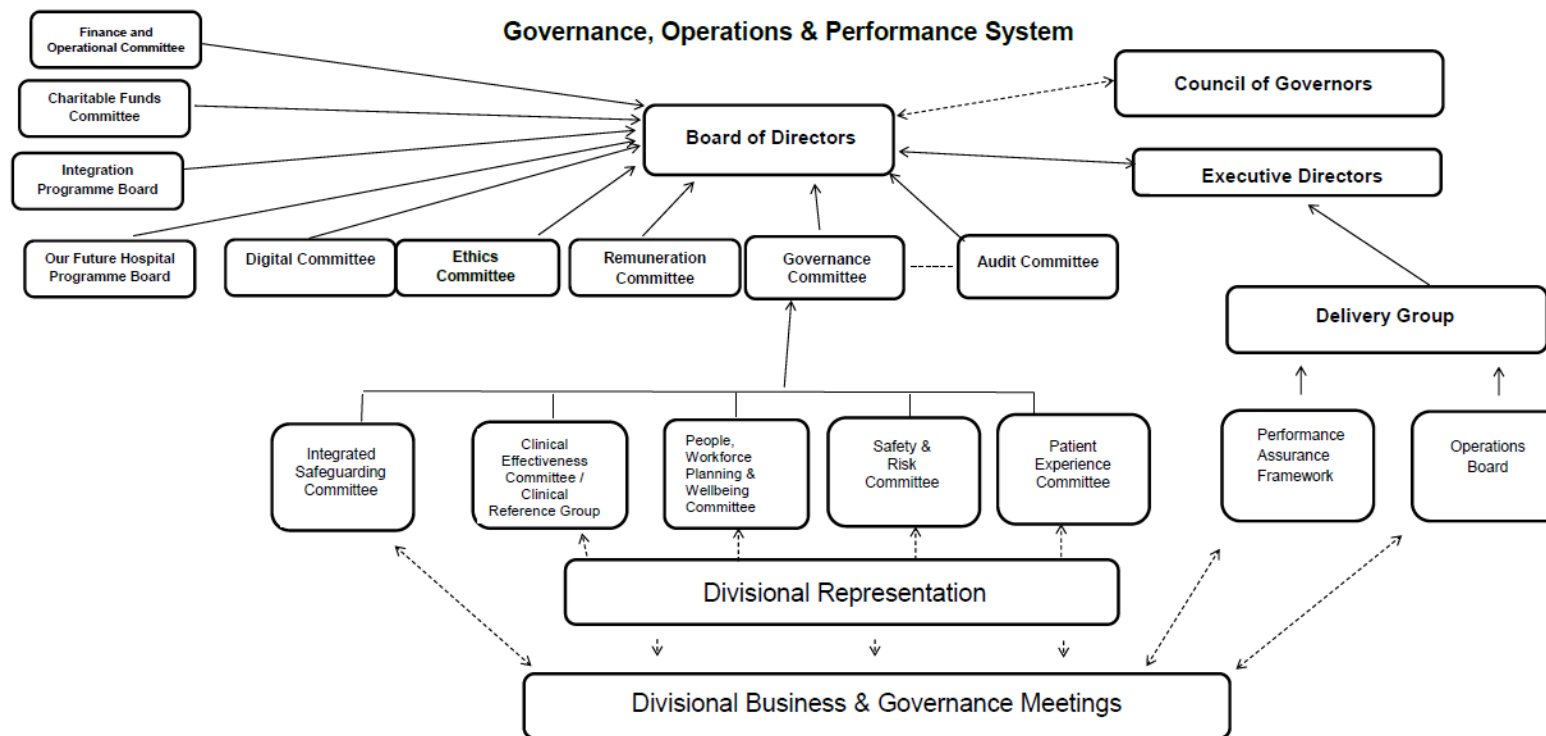 Governance, Operations & Performance System
Finance and
Operational Committee
Charitable Funds
Committee
Integration
Programme Board
Our Future Hospital
Programme Board
Board of Directors
Council of Governors
Executive Directors
Digital Committee
Ethics
Committee
Remuneration
Committee
Governance
Committee
Audit Committee
Delivery Group
Integrated
Safeguarding
Committee
Clinical
Effectiveness
Committee /
Clinical
Reference Group
People,
Workforce
Planning &
Wellbeing
Committee
Safety &
Risk
Committee
Patient
Experience
Committee
Performance
Assurance
Framework
Operations
Board
Divisional Representation
Divisional Business & Governance Meetings